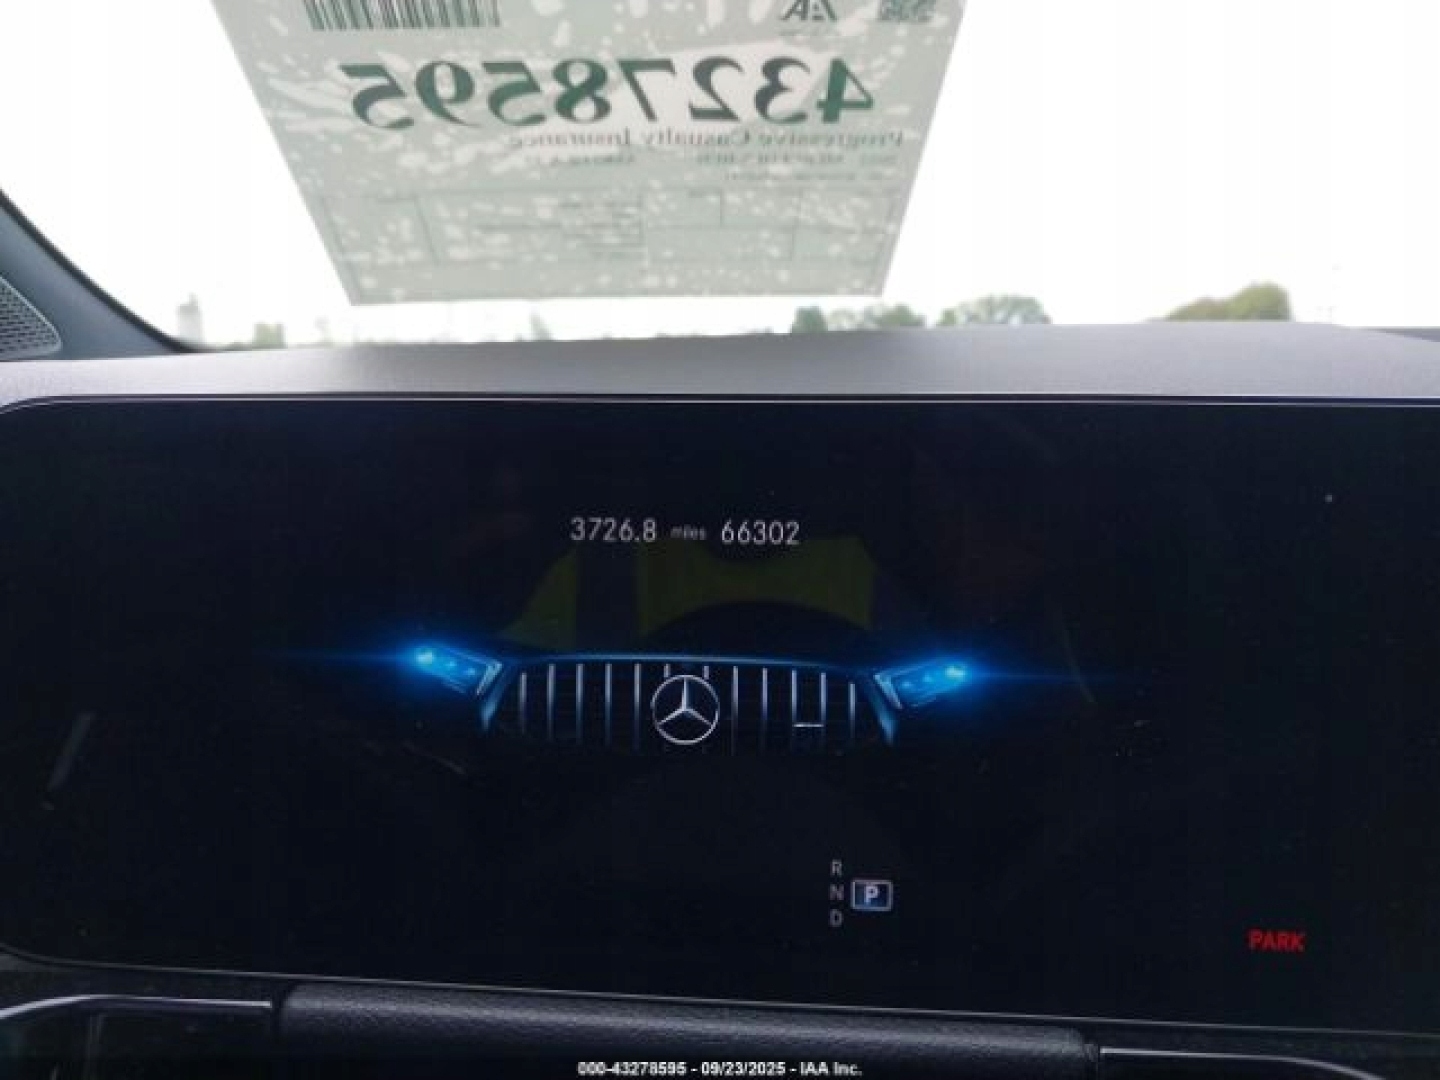 43278595
Progressive Casualty Insurance
3726.8 miles 66302
R
N P
D
PARK
000-43278595 - 09/23/2025 - IAA Inc.